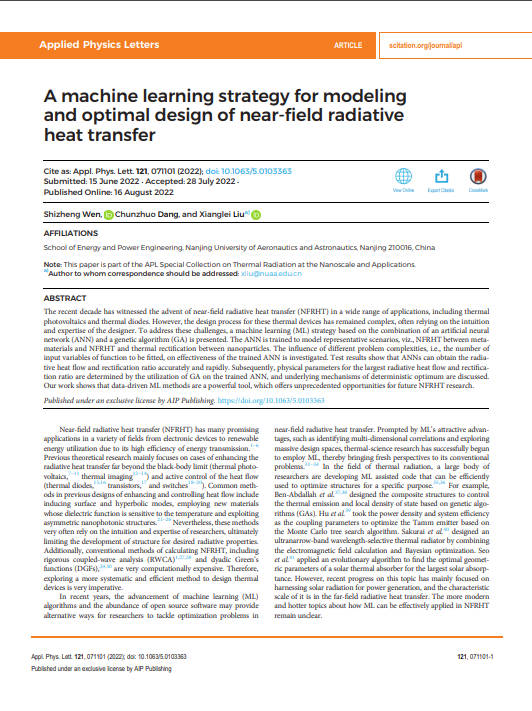 Applied Physics Letters
ARTICLE
scitation.org/journal/apl
A machine learning strategy for modeling
and optimal design of near-field radiative
heat transfer
Cite as: Appl. Phys. Lett. 121, 071101 (2022); doi: 10.1063/5.0103363
Submitted: 15 June 2022 · Accepted: 28 July 2022 ·
Published Online: 16 August 2022
View Online
Export Citation
CrossMark
Shizheng Wen, Chunzhuo Dang, and Xianglei Liu a)
AFFILIATIONS
School of Energy and Power Engineering, Nanjing University of Aeronautics and Astronautics, Nanjing 210016, China
Note: This paper is part of the APL Special Collection on Thermal Radiation at the Nanoscale and Applications.
a)Author to whom correspondence should be addressed: xliu@nuaa.edu.cn
ABSTRACT
The recent decade has witnessed the advent of near-field radiative heat transfer (NFRHT) in a wide range of applications, including thermal
photovoltaics and thermal diodes. However, the design process for these thermal devices has remained complex, often relying on the intuition
and expertise of the designer. To address these challenges, a machine learning (ML) strategy based on the combination of an artificial neural
network (ANN) and a genetic algorithm (GA) is presented. The ANN is trained to model representative scenarios, viz., NFRHT between meta-
materials and NFRHT and thermal rectification between nanoparticles. The influence of different problem complexities, i.e., the number of
input variables of function to be fitted, on effectiveness of the trained ANN is investigated. Test results show that ANNs can obtain the radia-
tive heat flow and rectification ratio accurately and rapidly. Subsequently, physical parameters for the largest radiative heat flow and rectifica-
tion ratio are determined by the utilization of GA on the trained ANN, and underlying mechanisms of deterministic optimum are discussed.
Our work shows that data-driven ML methods are a powerful tool, which offers unprecedented opportunities for future NFRHT research.
Published under an exclusive license by AIP Publishing. https://doi.org/10.1063/5.0103363
Near-field radiative heat transfer (NFRHT) has many promising
applications in a variety of fields from electronic devices to renewable
energy utilization due to its high efficiency of energy transmission.
Previous theoretical research mainly focuses on cases of enhancing the
radiative heat transfer far beyond the black-body limit (thermal photo-
voltaics, thermal imaging) and active control of the heat flow
(thermal diodes, transistors, and switches). Common meth-
ods in previous designs of enhancing and controlling heat flow include
inducing surface and hyperbolic modes, employing new materials
whose dielectric function is sensitive to the temperature and exploiting
asymmetric nanophotonic structures. Nevertheless, these methods
very often rely on the intuition and expertise of researchers, ultimately
limiting the development of structure for desired radiative properties.
Additionally, conventional methods of calculating NFRHT, including
rigorous coupled-wave analysis (RWCA) and dyadic Green's
functions (DGFs), are very computationally expensive. Therefore,
exploring a more systematic and efficient method to design thermal
devices is very imperative.
In recent years, the advancement of machine learning (ML)
algorithms and the abundance of open source software may provide
alternative ways for researchers to tackle optimization problems in
near-field radiative heat transfer. Prompted by ML's attractive advan-
tages, such as identifying multi-dimensional correlations and exploring
massive design spaces, thermal-science research has successfully begun
to employ ML, thereby bringing fresh perspectives to its conventional
problems. In the field of thermal radiation, a large body of
researchers are developing ML assisted code that can be efficiently
used to optimize structures for a specific purpose. For example,
Ben-Abdallah et al. designed the composite structures to control
the thermal emission and local density of state based on genetic algo-
rithms (GAs). Hu et al. took the power density and system efficiency
as the coupling parameters to optimize the Tamm emitter based on
the Monte Carlo tree search algorithm. Sakurai et al. designed an
ultranarrow-band wavelength-selective thermal radiator by combining
the electromagnetic field calculation and Bayesian optimization. Seo
et al. applied an evolutionary algorithm to find the optimal geomet-
ric parameters of a solar thermal absorber for the largest solar absorp-
tance. However, recent progress on this topic has mainly focused on
harnessing solar radiation for power generation, and the characteristic
scale of it is in the far-field radiative heat transfer. The more modern
and hotter topics about how ML can be effectively applied in NFRHT
remain unclear.
Appl. Phys. Lett. 121, 071101 (2022); doi: 10.1063/5.0103363
121, 071101-1
Published under an exclusive license by AIP Publishing